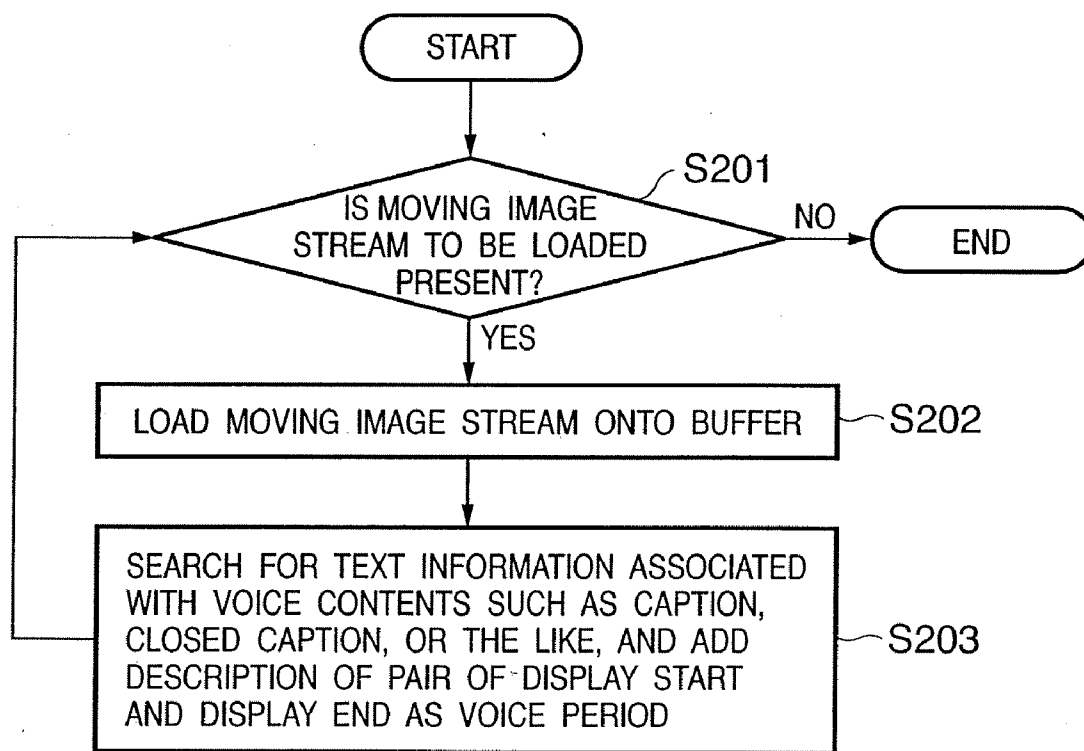 START
S201
IS MOVING IMAGE
STREAM TO BE LOADED
PRESENT?
NO
END
YES
LOAD MOVING IMAGE STREAM ONTO BUFFER
S202
SEARCH FOR TEXT INFORMATION ASSOCIATED
WITH VOICE CONTENTS SUCH AS CAPTION,
CLOSED CAPTION, OR THE LIKE, AND ADD
DESCRIPTION OF PAIR OF DISPLAY START
AND DISPLAY END AS VOICE PERIOD
S203